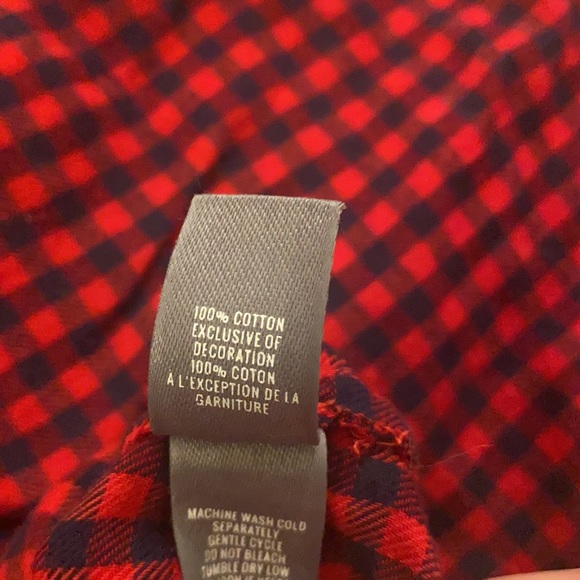 100% COTTON
EXCLUSIVE OF
DECORATION
100% COTON
A L'EXCEPTION DE LA
GARNITURE
MACHINE WASH COLD
SEPARATELY
GENTLE CYCLE
DO NOT BLEACH
TUMBLE DRY LOW